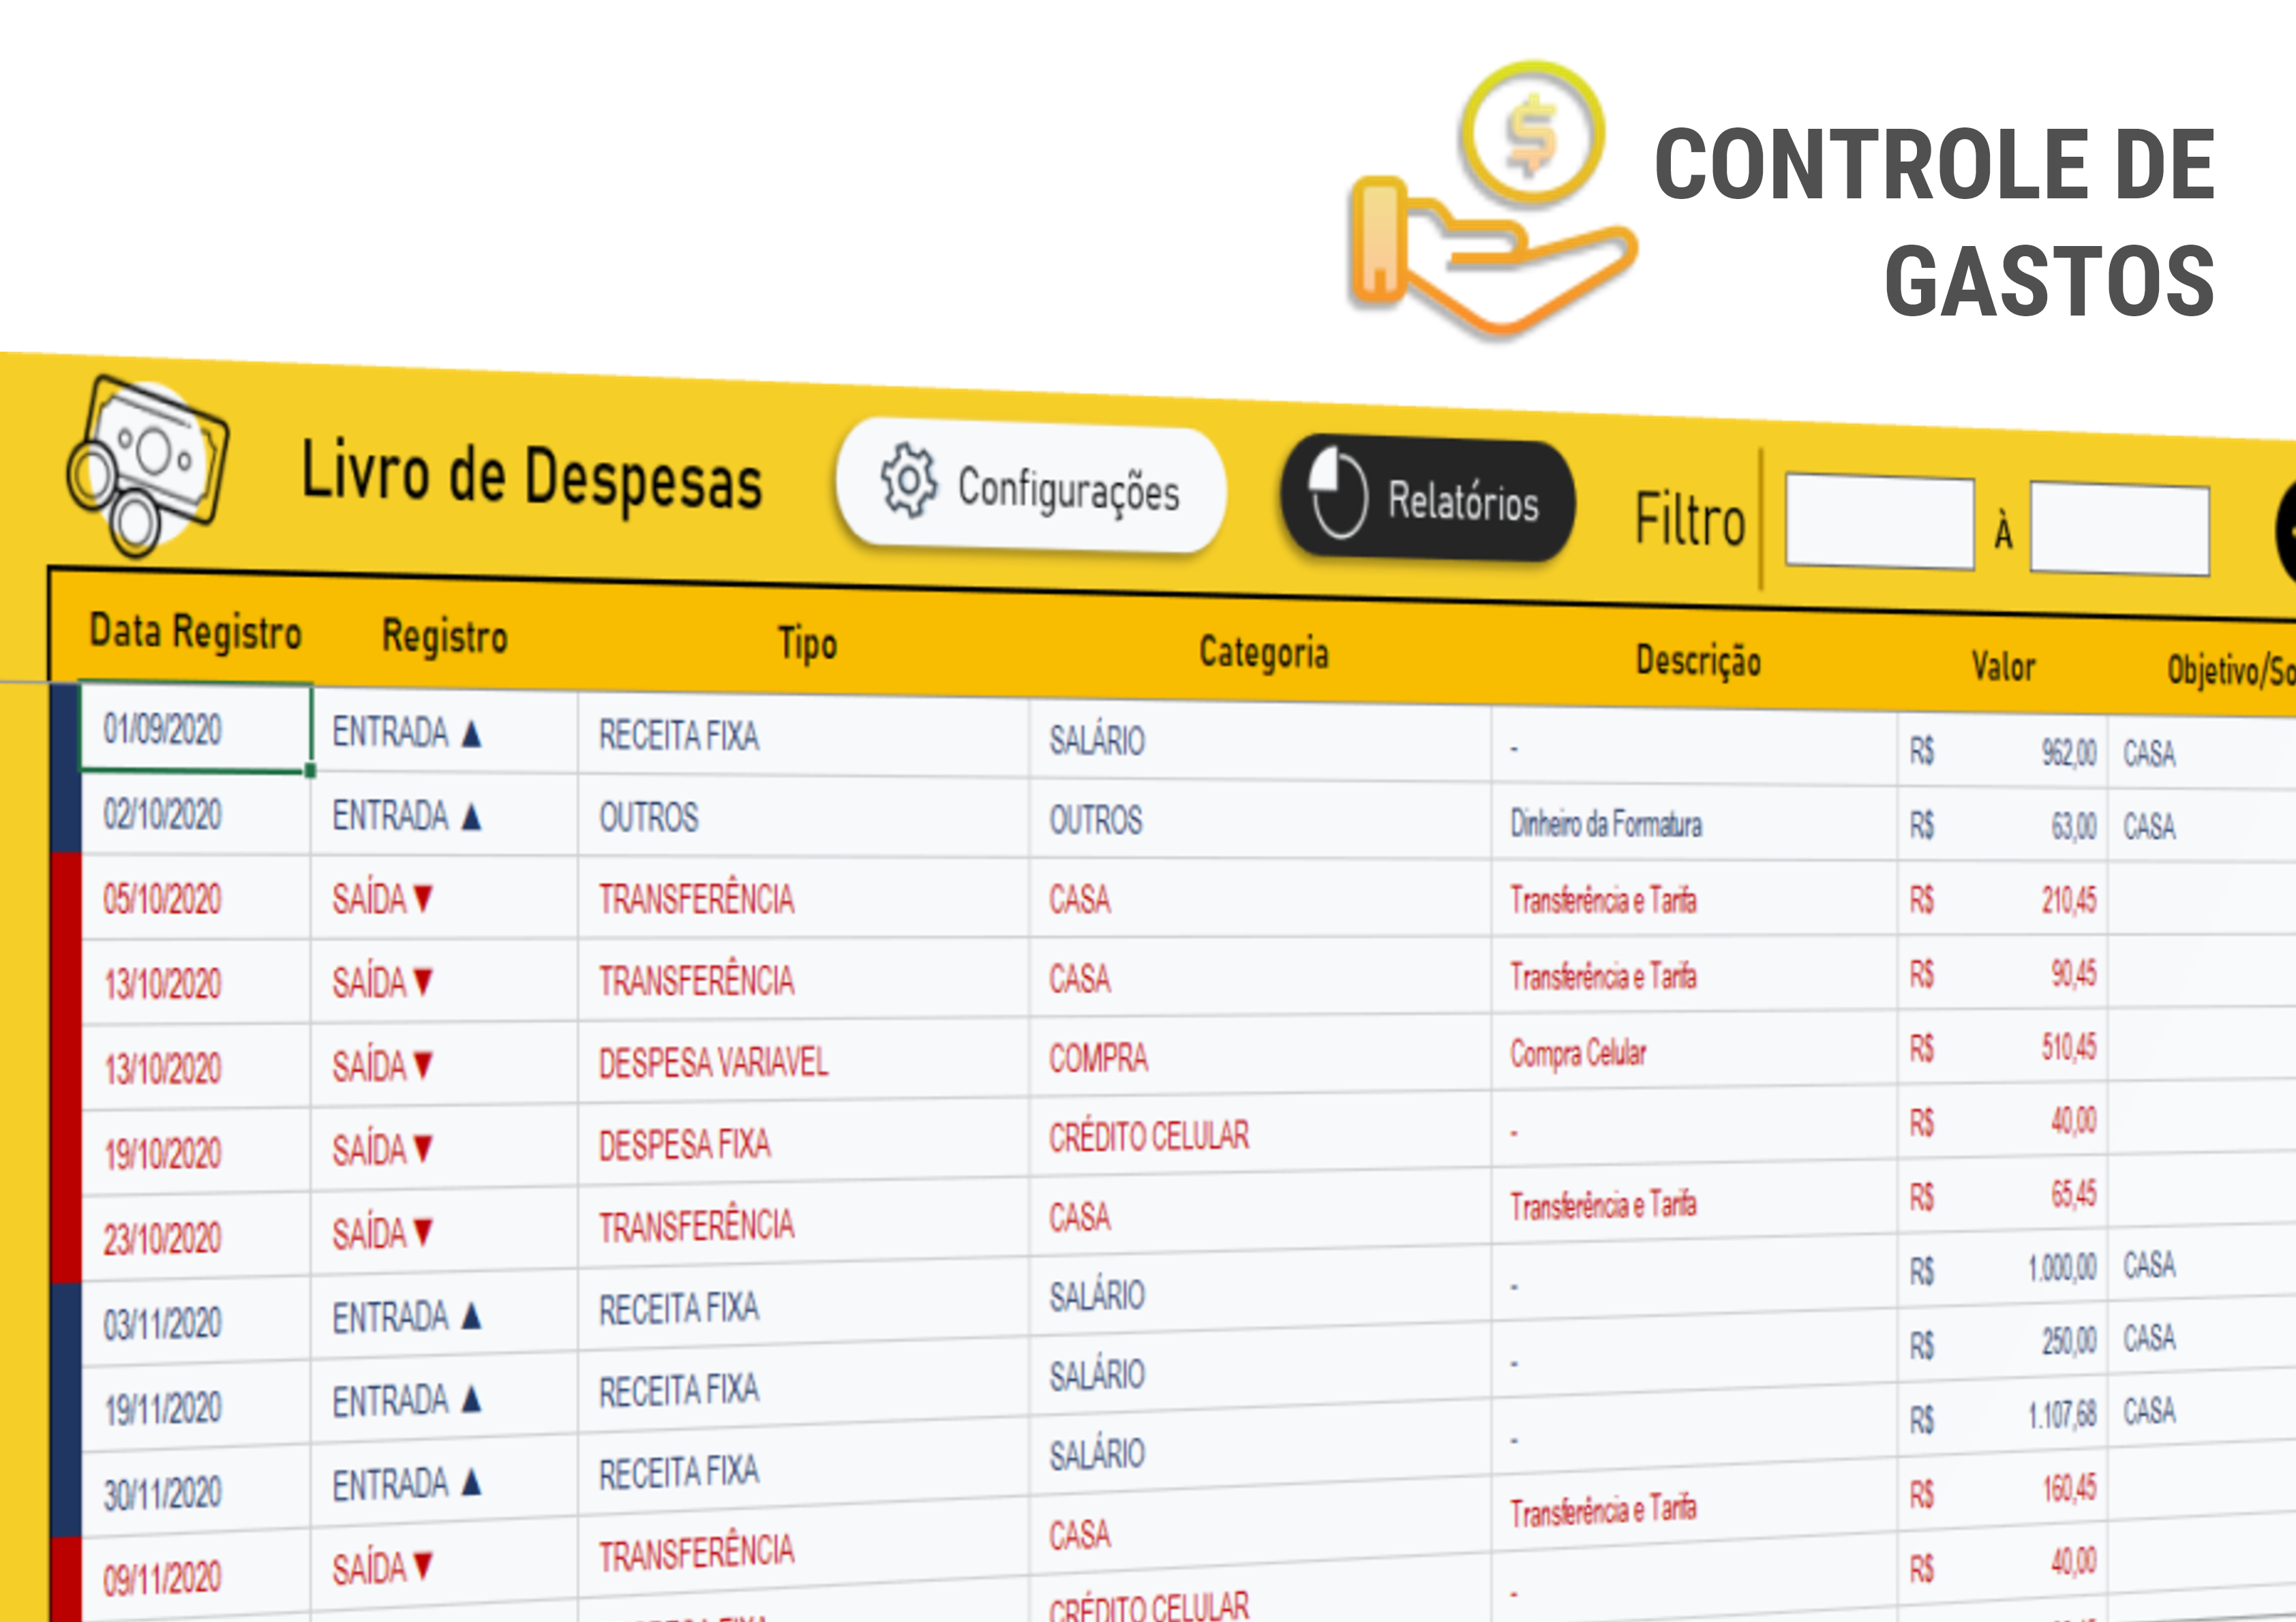 CONTROLE DE
GASTOS
Livro de Despesas Configurações Relatórios Filtro À
Data Registro Registro Tipo Categoria Descrição Valor Objetivo/So
01/09/2020 ENTRADA ▲ RECEITA FIXA SALÁRIO - R$ 962,00 CASA
02/10/2020 ENTRADA ▲ OUTROS OUTROS Dinheiro da Formatura R$ 63,00 CASA
05/10/2020 SAÍDA ▼ TRANSFERÊNCIA CASA Transferência e Tarifa R$ 210,45
13/10/2020 SAÍDA ▼ TRANSFERÊNCIA CASA Transferência e Tarifa R$ 90,45
13/10/2020 SAÍDA ▼ DESPESA VARIAVEL COMPRA Compra Celular R$ 510,45
19/10/2020 SAÍDA ▼ DESPESA FIXA CRÉDITO CELULAR - R$ 40,00
23/10/2020 SAÍDA ▼ TRANSFERÊNCIA CASA Transferência e Tarifa R$ 65,45
03/11/2020 ENTRADA ▲ RECEITA FIXA SALÁRIO - R$ 1.000,00 CASA
19/11/2020 ENTRADA ▲ RECEITA FIXA SALÁRIO - R$ 250,00 CASA
30/11/2020 ENTRADA ▲ RECEITA FIXA SALÁRIO - R$ 1.107,68 CASA
09/11/2020 SAÍDA ▼ TRANSFERÊNCIA CASA Transferência e Tarifa R$ 160,45
CRÉDITO CELULAR - R$ 40,00